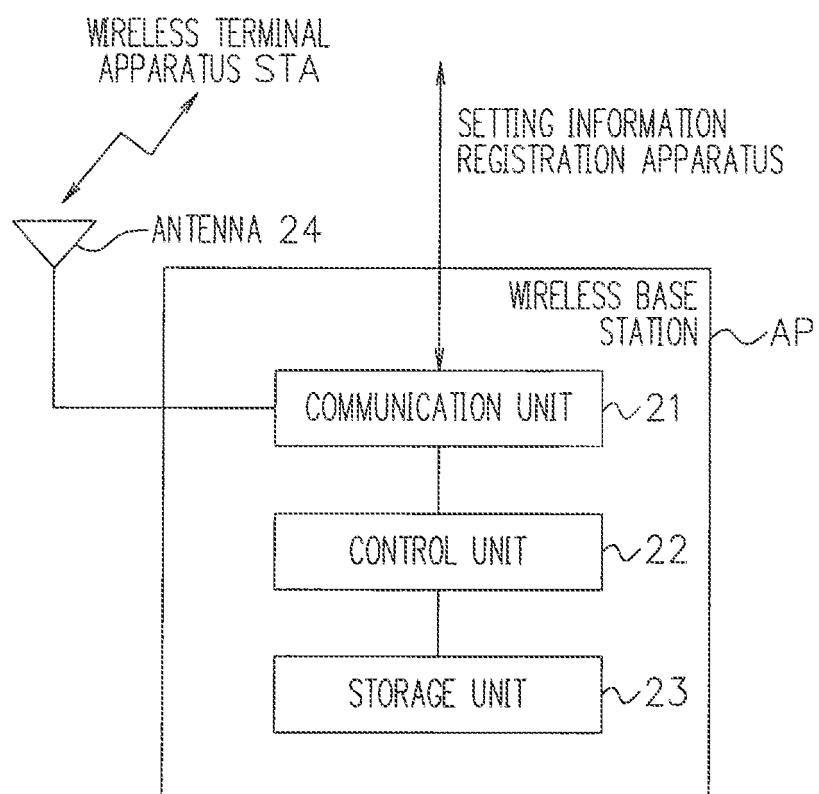 WIRELESS TERMINAL
APPARATUS STA
SETTING INFORMATION
REGISTRATION APPARATUS
ANTENNA 24
WIRELESS BASE
STATION
AP
COMMUNICATION UNIT
21
CONTROL UNIT
22
STORAGE UNIT
23